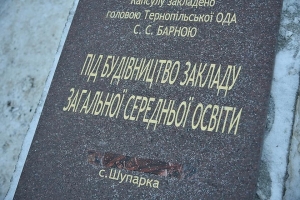 капсулу закладено
головою Тернопільської ОДА
С. С. БАРНОЮ
ПІД БУДІВНИЦТВО ЗАКЛАДУ
ЗАГАЛЬНОЇ СЕРЕДНЬОЇ ОСВІТИ
с.Шупарка